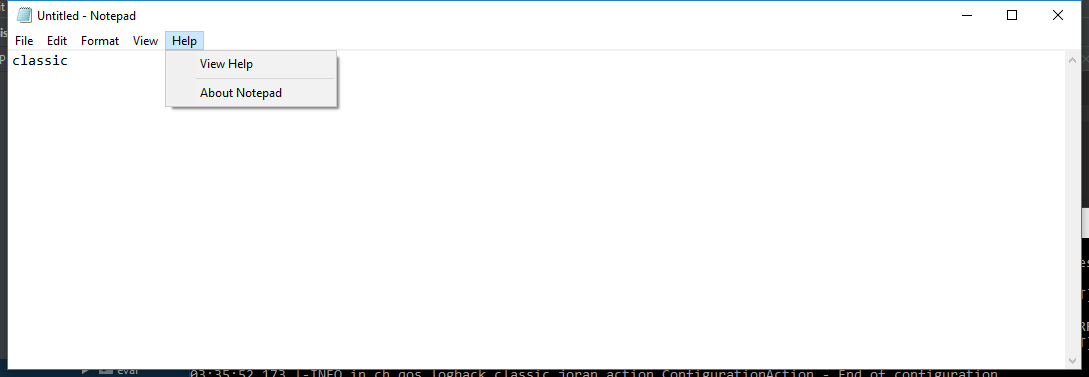 Untitled - Notepad
File Edit Format View Help
classic
View Help
About Notepad
eval
03:35:52,173 |-INFO in ch.qos.logback.classic.joran.action.ConfigurationAction - End of configuration